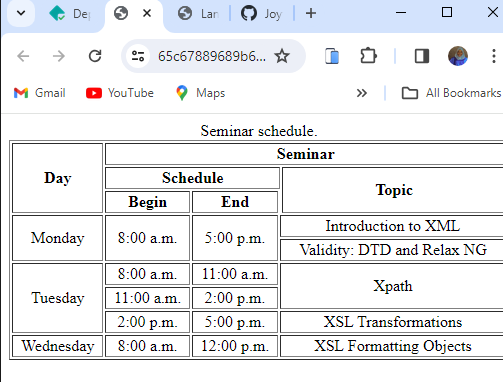 De
Lar
Joy
65c67889689b6...
Gmail YouTube Maps » All Bookmarks
Seminar schedule.
Day Seminar
Schedule Topic
Begin End
Monday 8:00 a.m. 5:00 p.m. Introduction to XML
Validity: DTD and Relax NG
Tuesday 8:00 a.m. 11:00 a.m. Xpath
11:00 a.m. 2:00 p.m.
2:00 p.m. 5:00 p.m. XSL Transformations
Wednesday 8:00 a.m. 12:00 p.m. XSL Formatting Objects